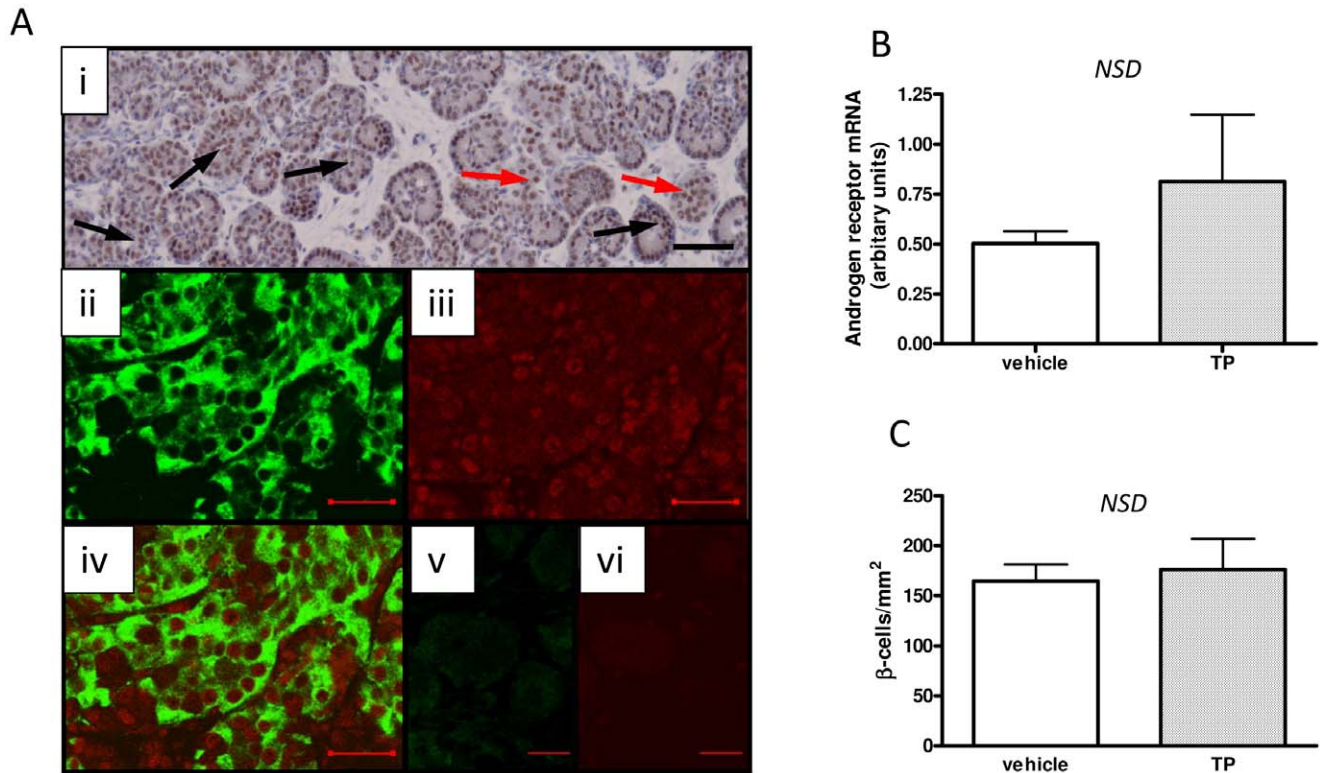 A
i
ii
iii
iv
v
vi
B
NSD
Androgen receptor mRNA
(arbitary units)
1.25
1.00
0.75
0.50
0.25
0.00
vehicle
TP
C
NSD
β-cells/mm²
250
200
150
100
50
0
vehicle
TP